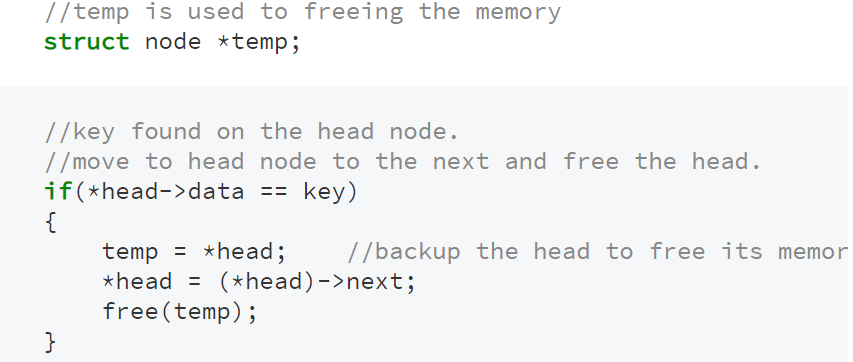 //temp is used to freeing the memory
struct node *temp;
//key found on the head node.
//move to head node to the next and free the head.
if(*head->data == key)
{
temp = *head; //backup the head to free its memor
*head = (*head)->next;
free(temp);
}